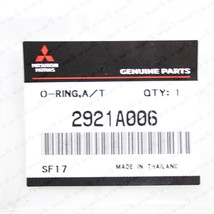 MITSUBISHI
MOTORS
GENUINE PARTS
O-RING,A/T QTY: 1
2921A006
SF17 MADE IN THAILAND